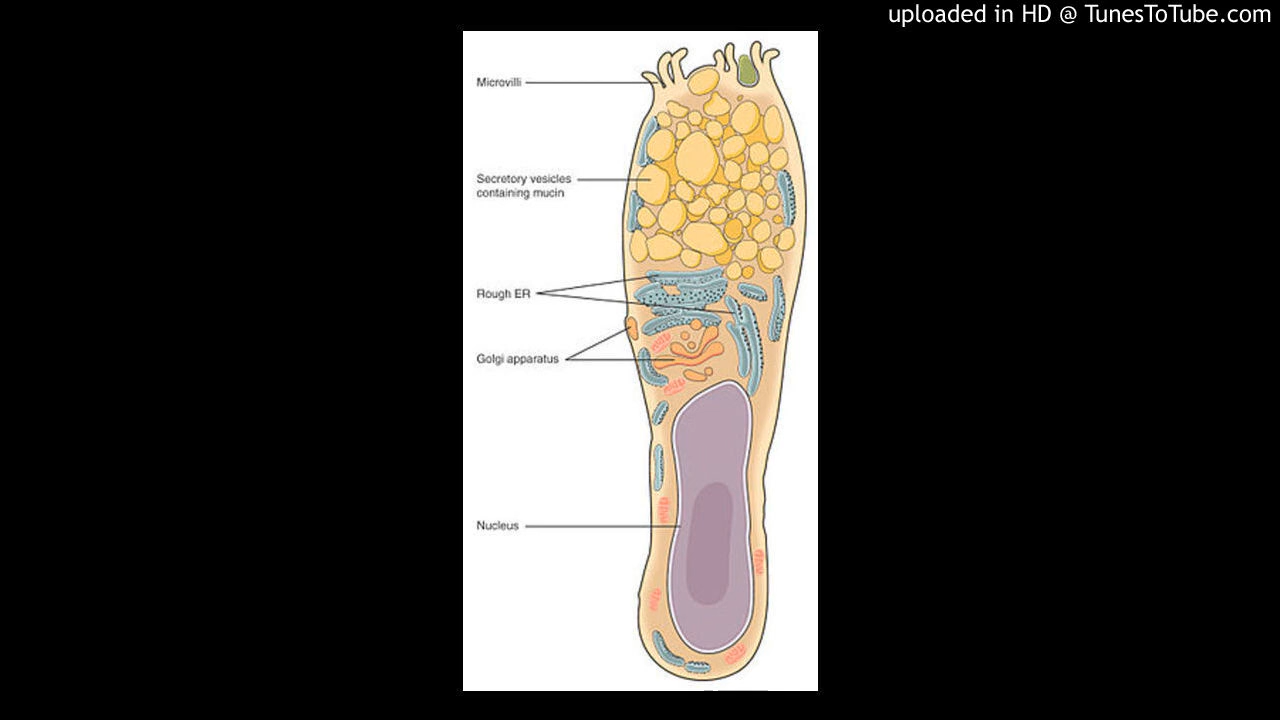 uploaded in HD @ TunesToTube.com
Microvilli
Secretory vesicles
containing mucin
Rough ER
Golgi apparatus
Nucleus